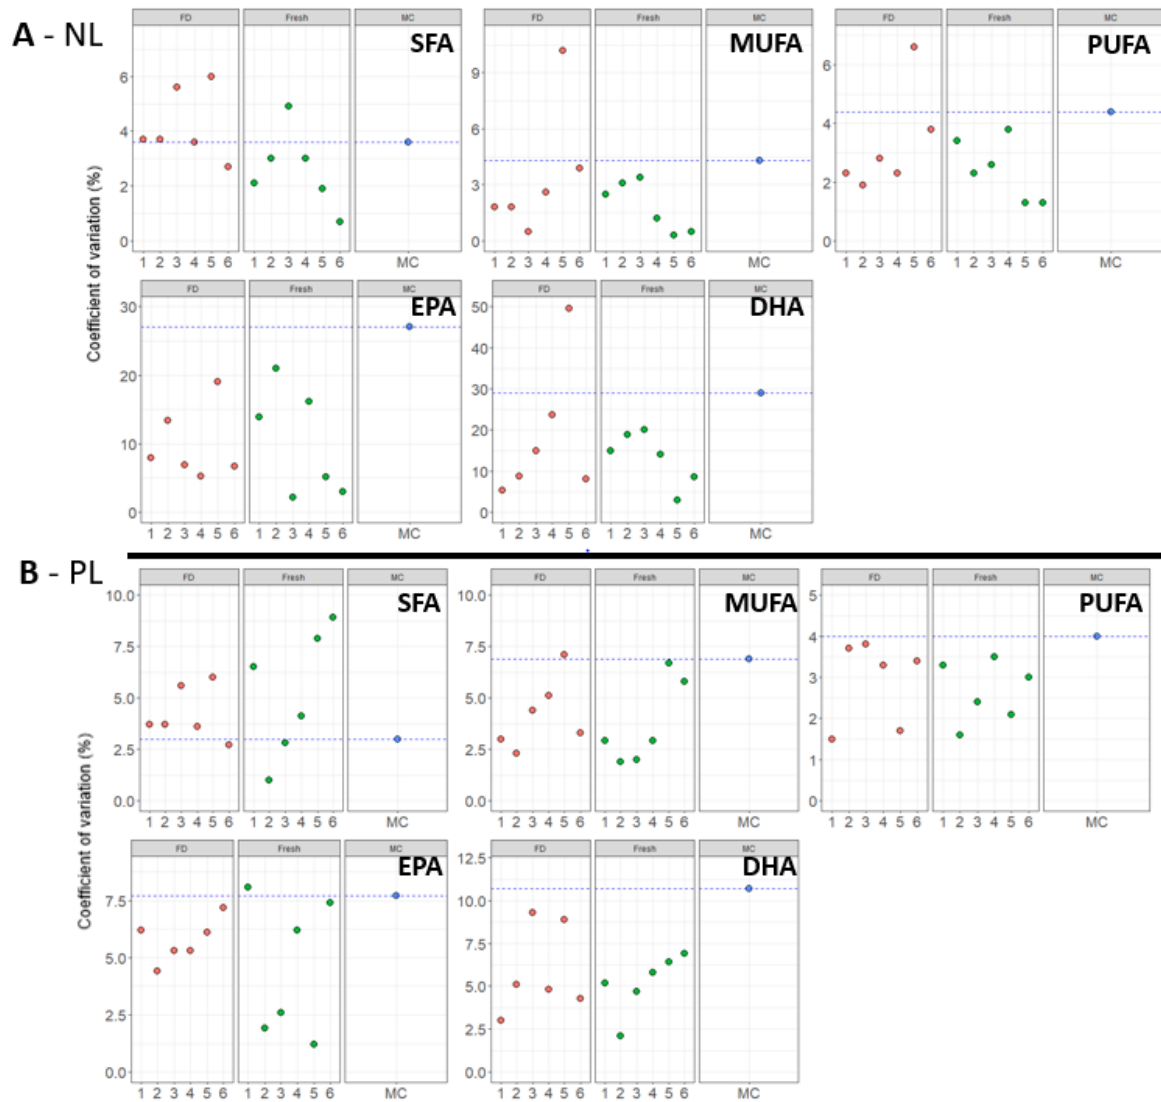 A - NL
FD Fresh MC
SFA
6
4
2
0
1 2 3 4 5 6 1 2 3 4 5 6 MC
FD Fresh MC
MUFA
9
6
3
0
1 2 3 4 5 6 1 2 3 4 5 6 MC
FD Fresh MC
PUFA
6
4
2
0
1 2 3 4 5 6 1 2 3 4 5 6 MC
Coefficient of variation (%)
FD Fresh MC
EPA
30
20
10
0
1 2 3 4 5 6 1 2 3 4 5 6 MC
FD Fresh MC
DHA
50
40
30
20
10
0
1 2 3 4 5 6 1 2 3 4 5 6 MC
B - PL
FD Fresh MC
SFA
10.0
7.5
5.0
2.5
0.0
1 2 3 4 5 6 1 2 3 4 5 6 MC
FD Fresh MC
MUFA
10.0
7.5
5.0
2.5
0.0
1 2 3 4 5 6 1 2 3 4 5 6 MC
FD Fresh MC
PUFA
5
4
3
2
1
0
1 2 3 4 5 6 1 2 3 4 5 6 MC
Coefficient of variation (%)
FD Fresh MC
EPA
7.5
5.0
2.5
0.0
1 2 3 4 5 6 1 2 3 4 5 6 MC
FD Fresh MC
DHA
12.5
10.0
7.5
5.0
2.5
0.0
1 2 3 4 5 6 1 2 3 4 5 6 MC